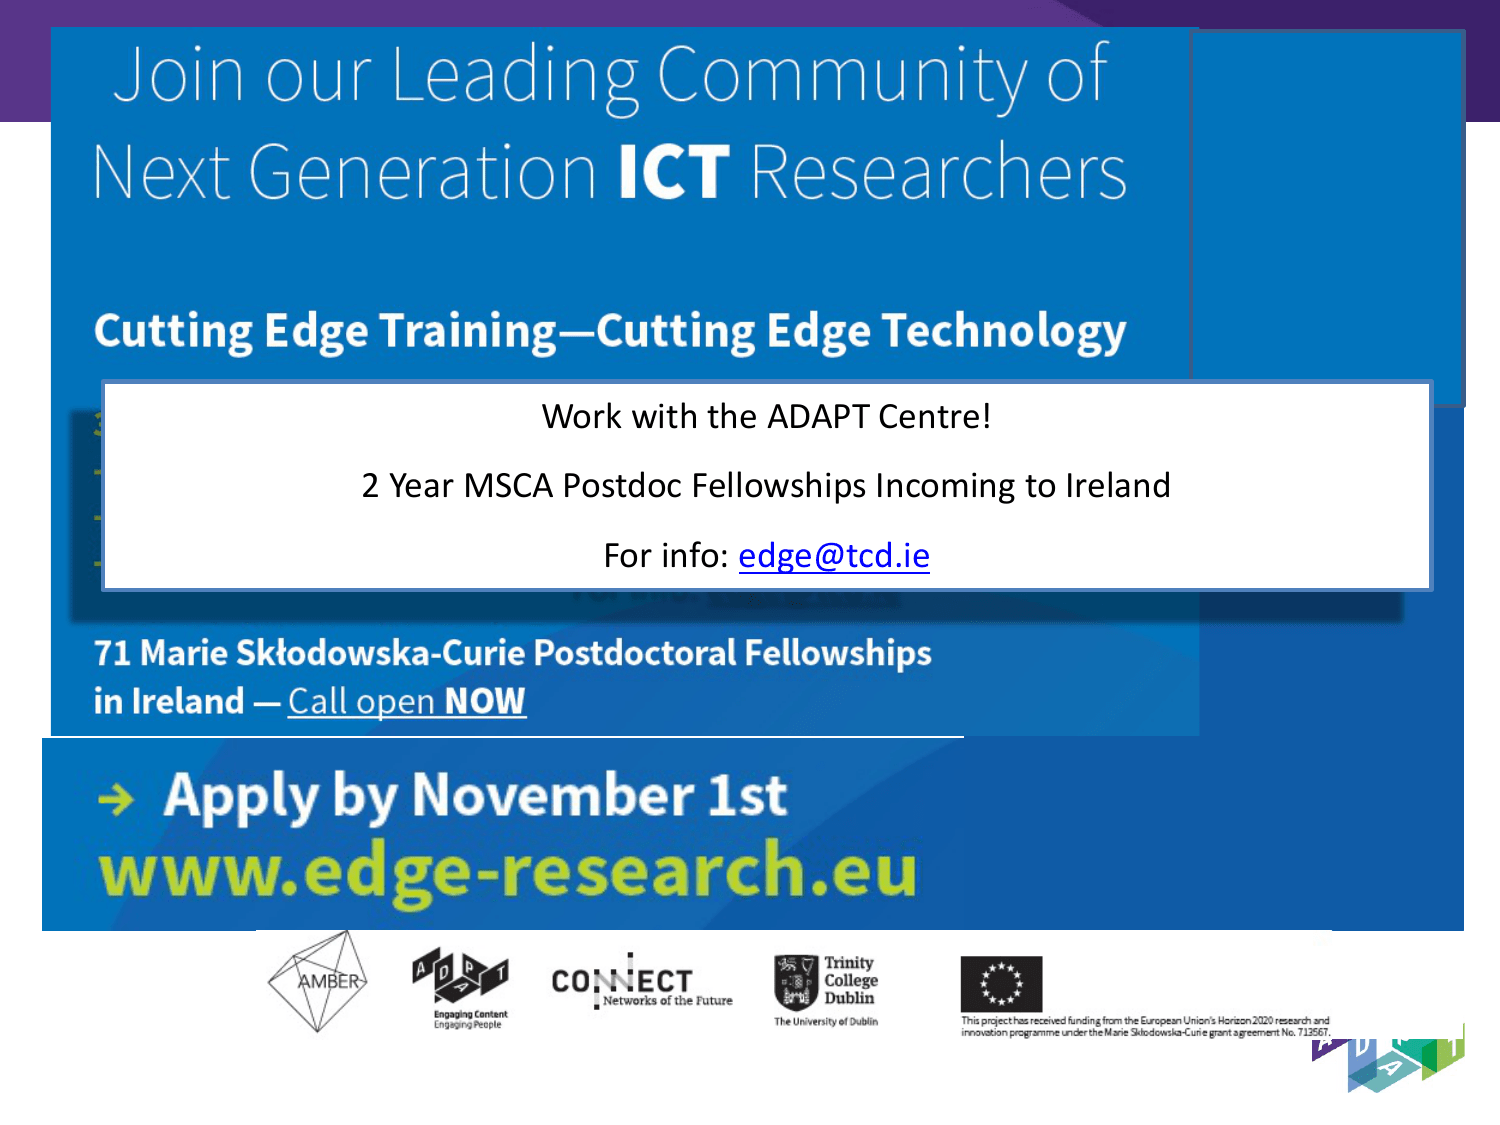 Join our Leading Community of
Next Generation ICT Researchers
Cutting Edge Training—Cutting Edge Technology
Work with the ADAPT Centre!
2 Year MSCA Postdoc Fellowships Incoming to Ireland
For info: edge@tcd.ie
71 Marie Skłodowska-Curie Postdoctoral Fellowships
in Ireland — Call open NOW
→ Apply by November 1st
www.edge-research.eu
AMBER
ADAPT
Engaging Content
Engaging People
CONNECT
Networks of the Future
Trinity
College
Dublin
The University of Dublin
This project has received funding from the European Union's Horizon 2020 research and
innovation programme under the Marie Skłodowska-Curie grant agreement No. 713567.
ADAPT